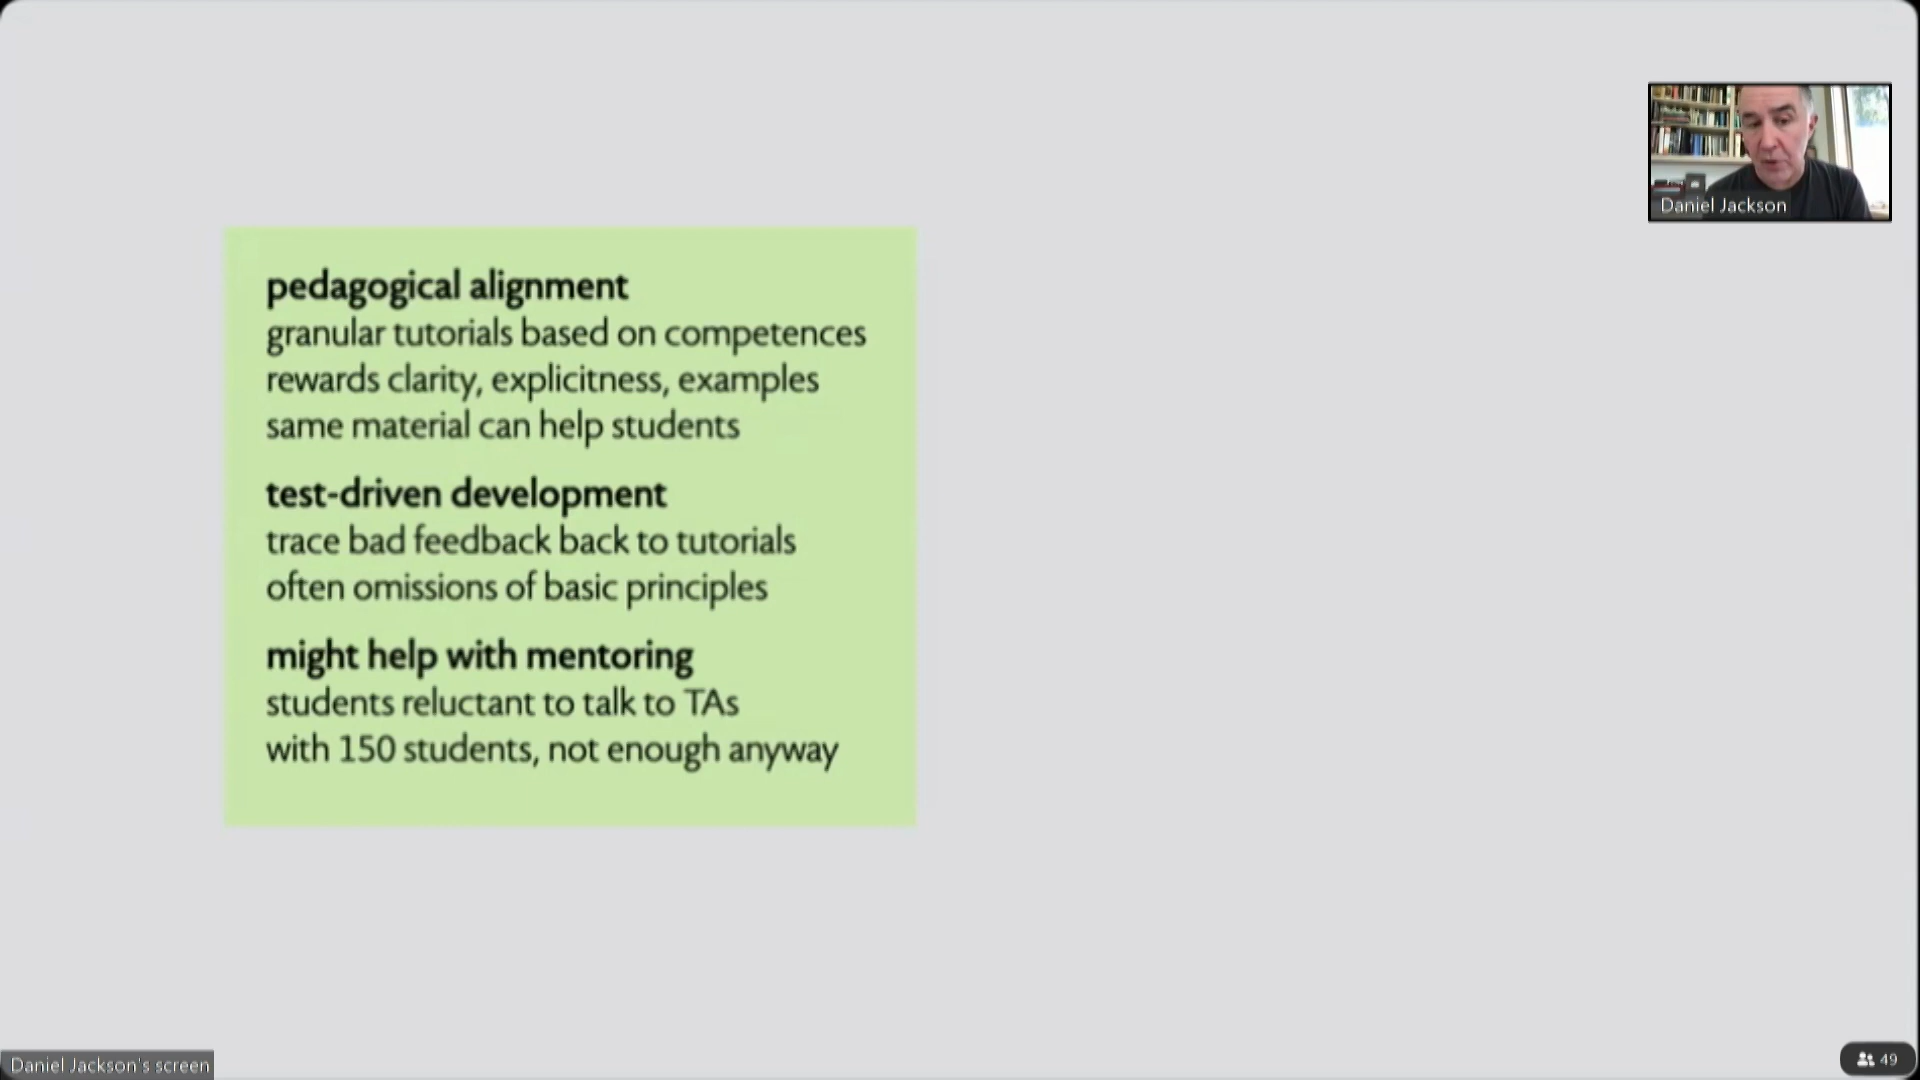 pedagogical alignment
granular tutorials based on competences
rewards clarity, explicitness, examples
same material can help students
test-driven development
trace bad feedback back to tutorials
often omissions of basic principles
might help with mentoring
students reluctant to talk to TAs
with 150 students, not enough anyway
Daniel Jackson
Daniel Jackson's screen
49